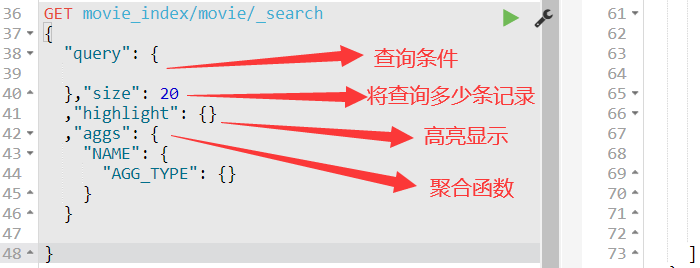 36 GET movie_index/movie/_search
37 {
38 "query": { 查询条件
39
40 },"size": 20 将查询多少条记录
41 ,"highlight": {} 高亮显示
42 ,"aggs": {
43 "NAME": { 聚合函数
44 "AGG_TYPE": {}
45 }
46 }
48 }
61
62
63
64
65
66
67
68
69
70
71
72
73 ]